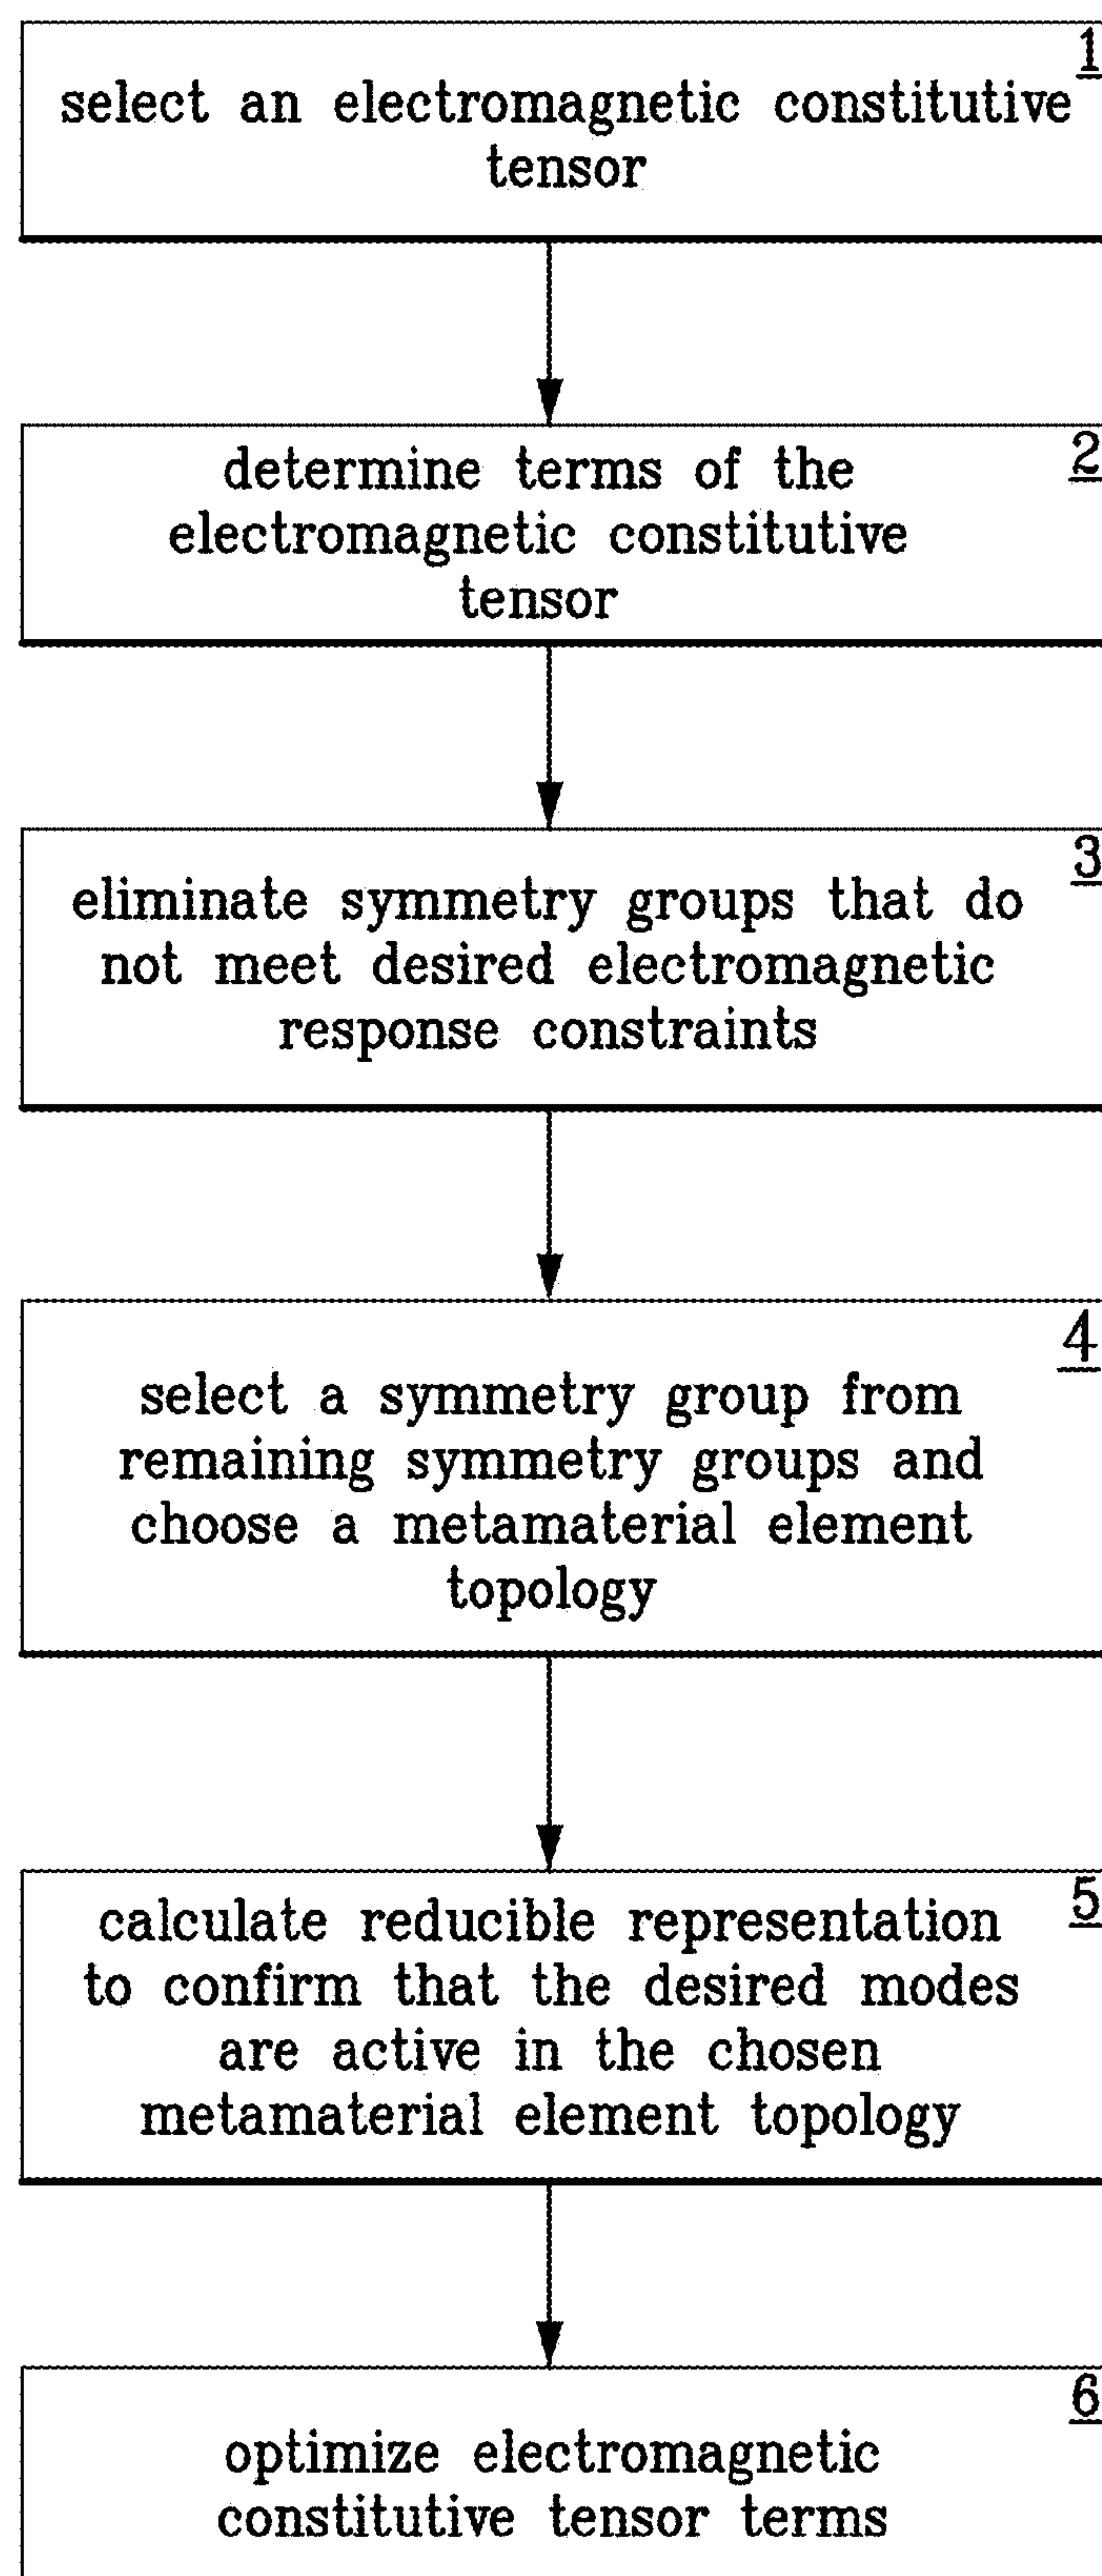 1
select an electromagnetic constitutive
tensor
2
determine terms of the
electromagnetic constitutive
tensor
3
eliminate symmetry groups that do
not meet desired electromagnetic
response constraints
4
select a symmetry group from
remaining symmetry groups and
choose a metamaterial element
topology
5
calculate reducible representation
to confirm that the desired modes
are active in the chosen
metamaterial element topology
6
optimize electromagnetic
constitutive tensor terms